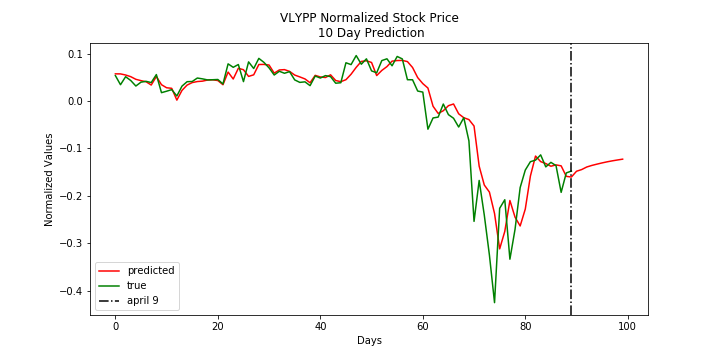 VLYPP Normalized Stock Price
10 Day Prediction
Normalized Values
0.1
0.0
−0.1
−0.2
−0.3
−0.4
predicted
true
april 9
0
20
40
60
80
100
Days